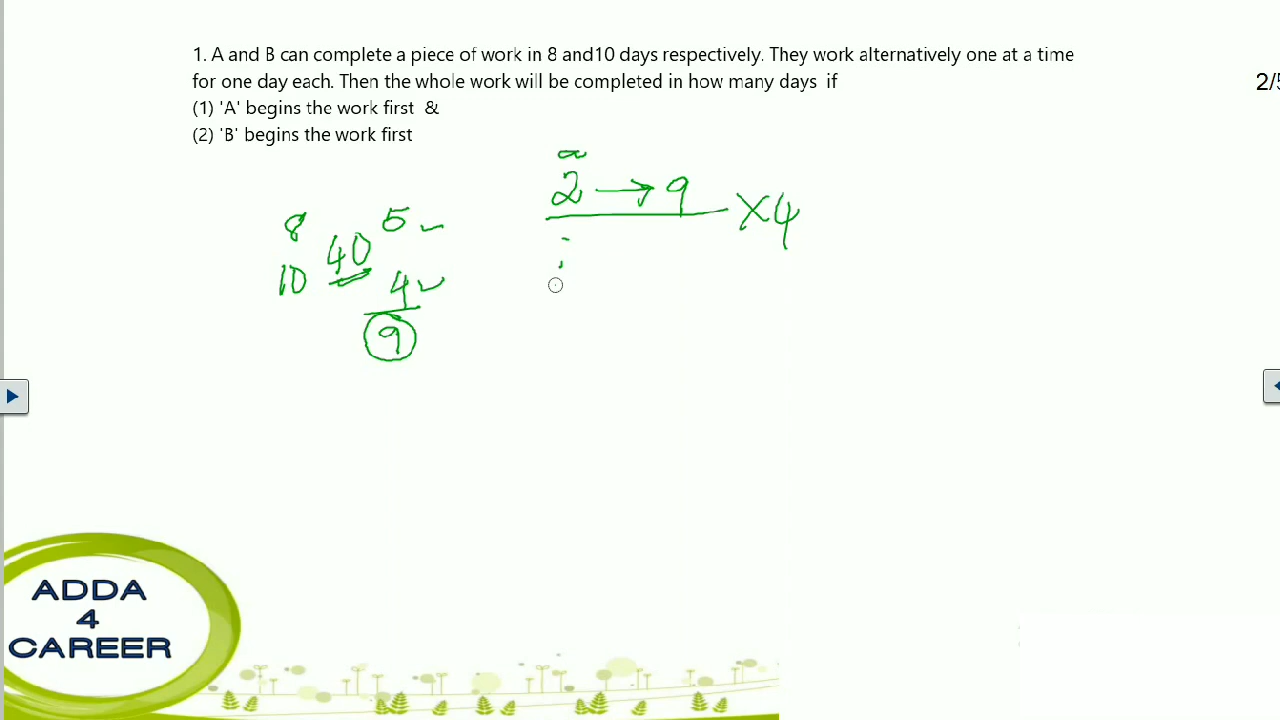 1. A and B can complete a piece of work in 8 and10 days respectively. They work alternatively one at a time
for one day each. Then the whole work will be completed in how many days if
(1) 'A' begins the work first &
(2) 'B' begins the work first
2/5
2 → 9 ×4
8 5
40
10 4
9
ADDA
4
CAREER